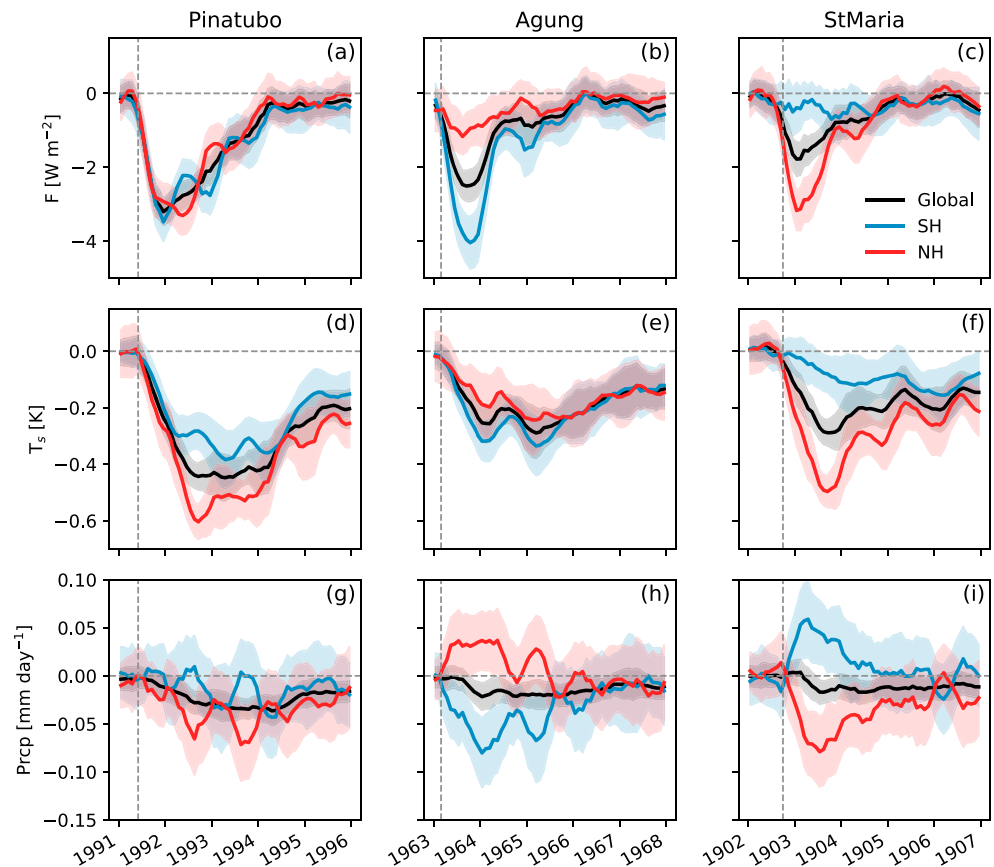 Pinatubo Agung StMaria
(a) (b) (c)
0
−2
−4
F [W m−2]
Global
SH
NH
(d) (e) (f)
0.0
−0.2
−0.4
−0.6
Ts [K]
(g) (h) (i)
0.10
0.05
0.00
−0.05
−0.10
−0.15
Prcp [mm day−1]
1991 1992 1993 1994 1995 1996 1963 1964 1965 1966 1967 1968 1902 1903 1904 1905 1906 1907